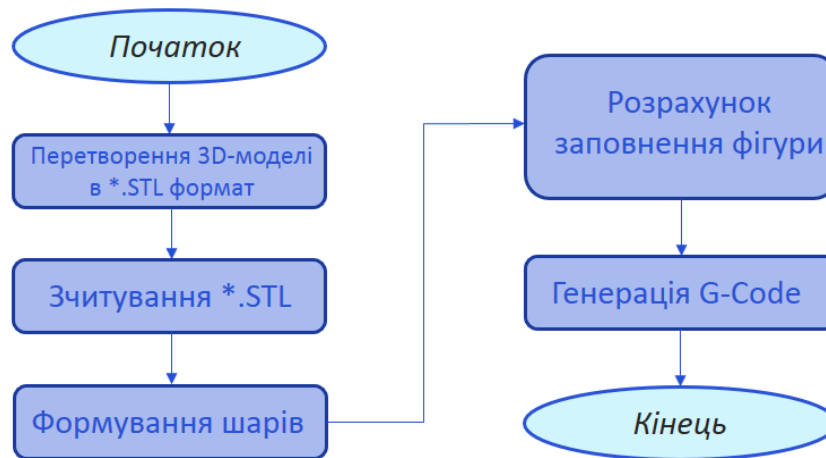 Початок
Перетворення 3D-моделі
в *.STL формат
Зчитування *.STL
Формування шарів
Розрахунок
заповнення фігури
Генерація G-Code
Кінець